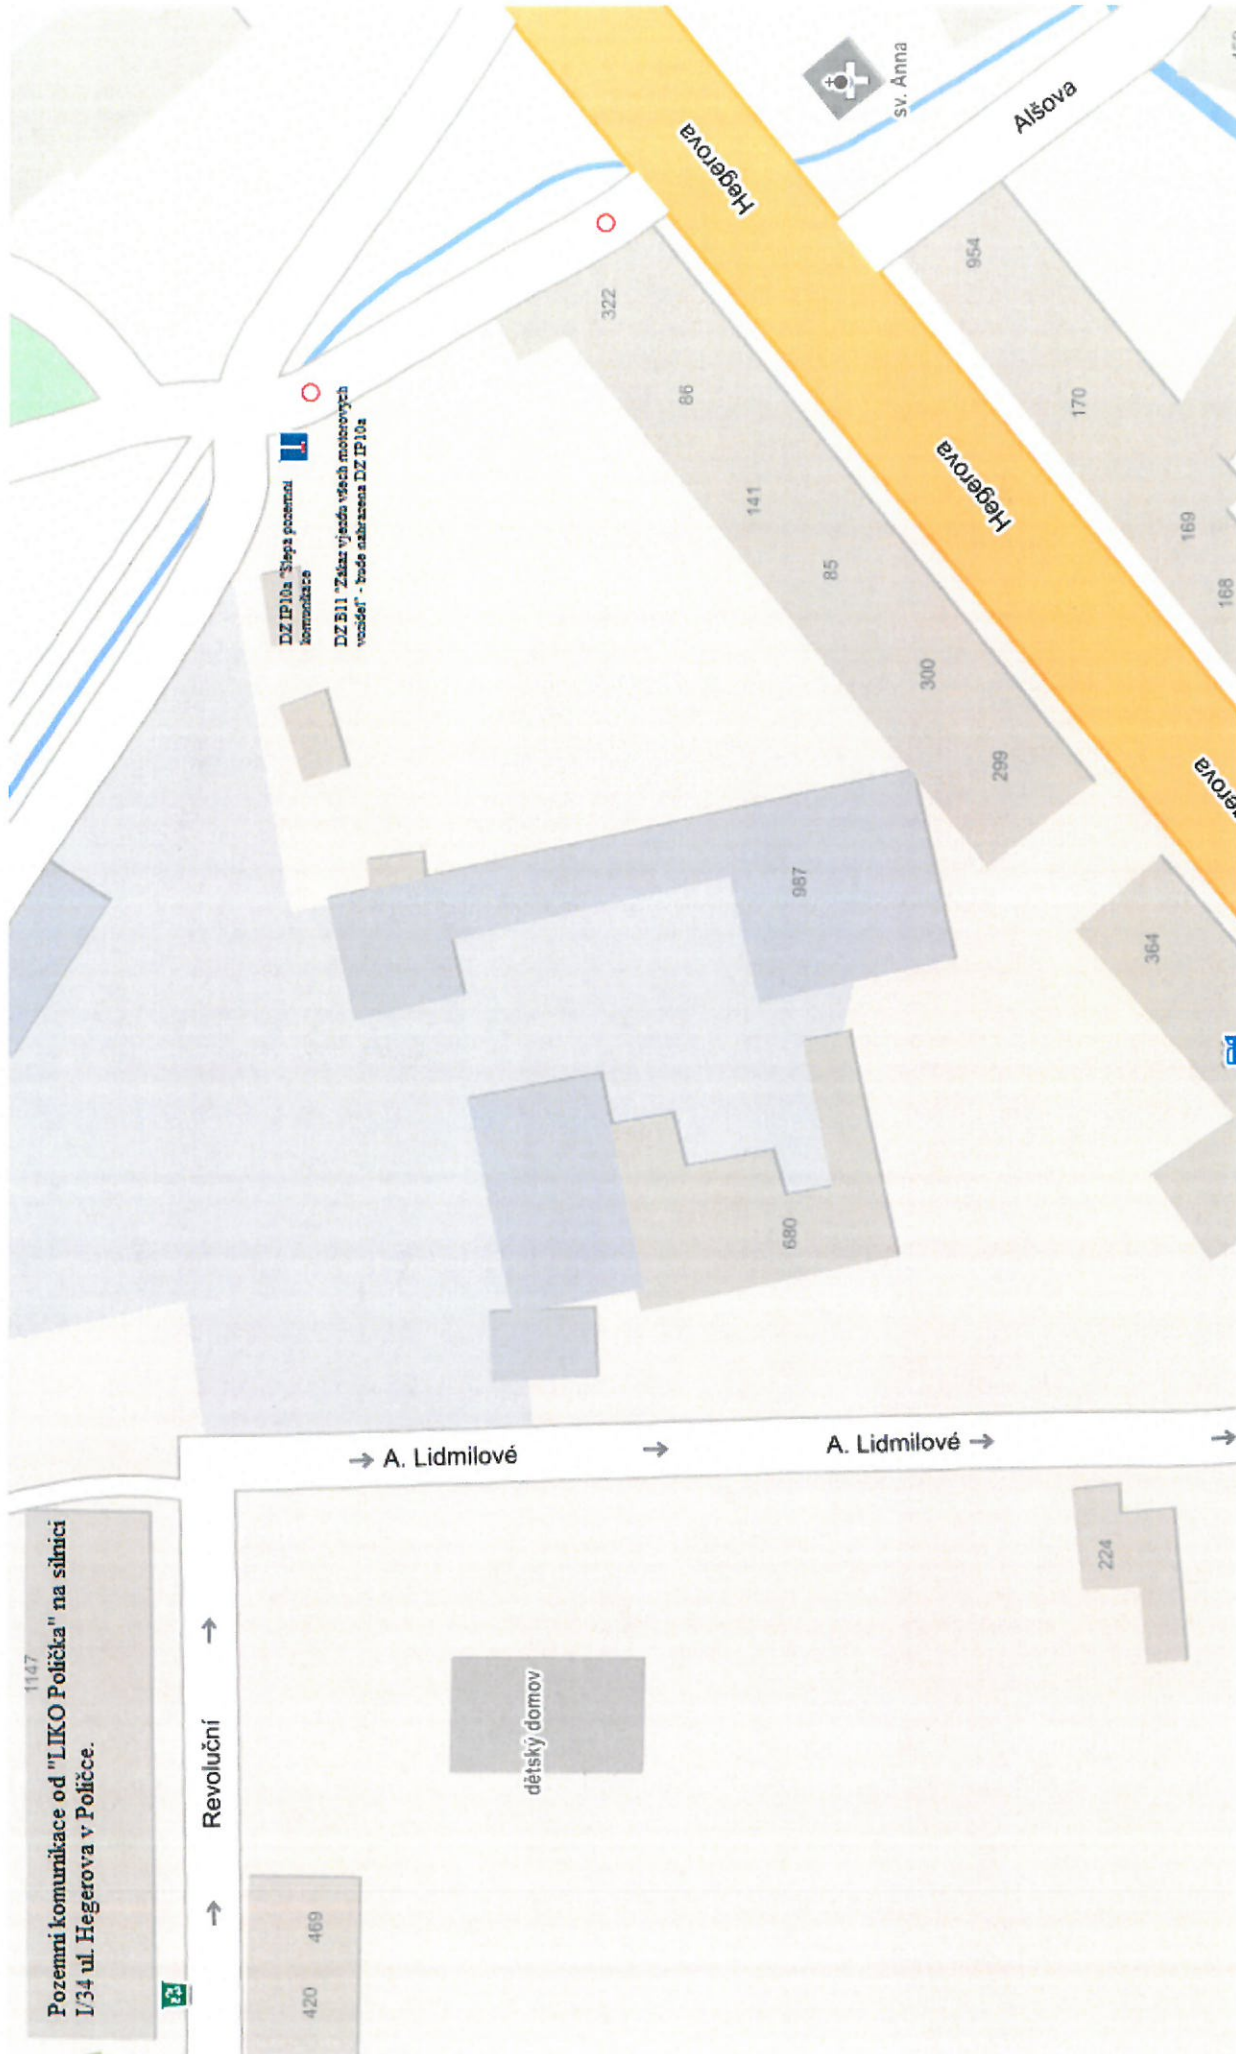 Pozemní komunikace od "LIKO Polička" na silnici
I/34 ul. Hegerova v Poličce.
1147
DZ IP10a "Slepa pozemní
komunikace
DZ B11 "Zákaz vjezdu všech motorových
vozidel" - bude nahrazena DZ IP10a
sv. Anna
Alšova
Hegerova
Hegerova
322
86
141
85
300
299
954
170
169
168
987
364
680
A. Lidmilové
A. Lidmilové
Revoluční
dětský domov
224
469
420